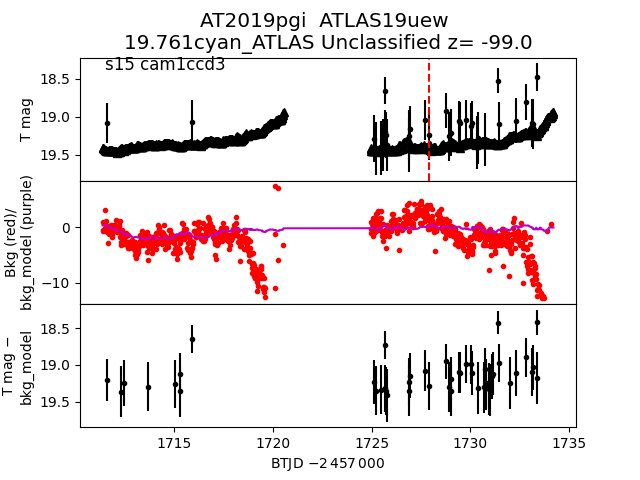 AT2019pgi ATLAS19uew
19.761cyan_ATLAS Unclassified z= -99.0
s15 cam1ccd3
T mag
18.5
19.0
19.5
Bkg (red)/
bkg_model (purple)
0
−10
T mag −
bkg_model
18.5
19.0
19.5
1715
1720
1725
1730
1735
BTJD −2 457 000